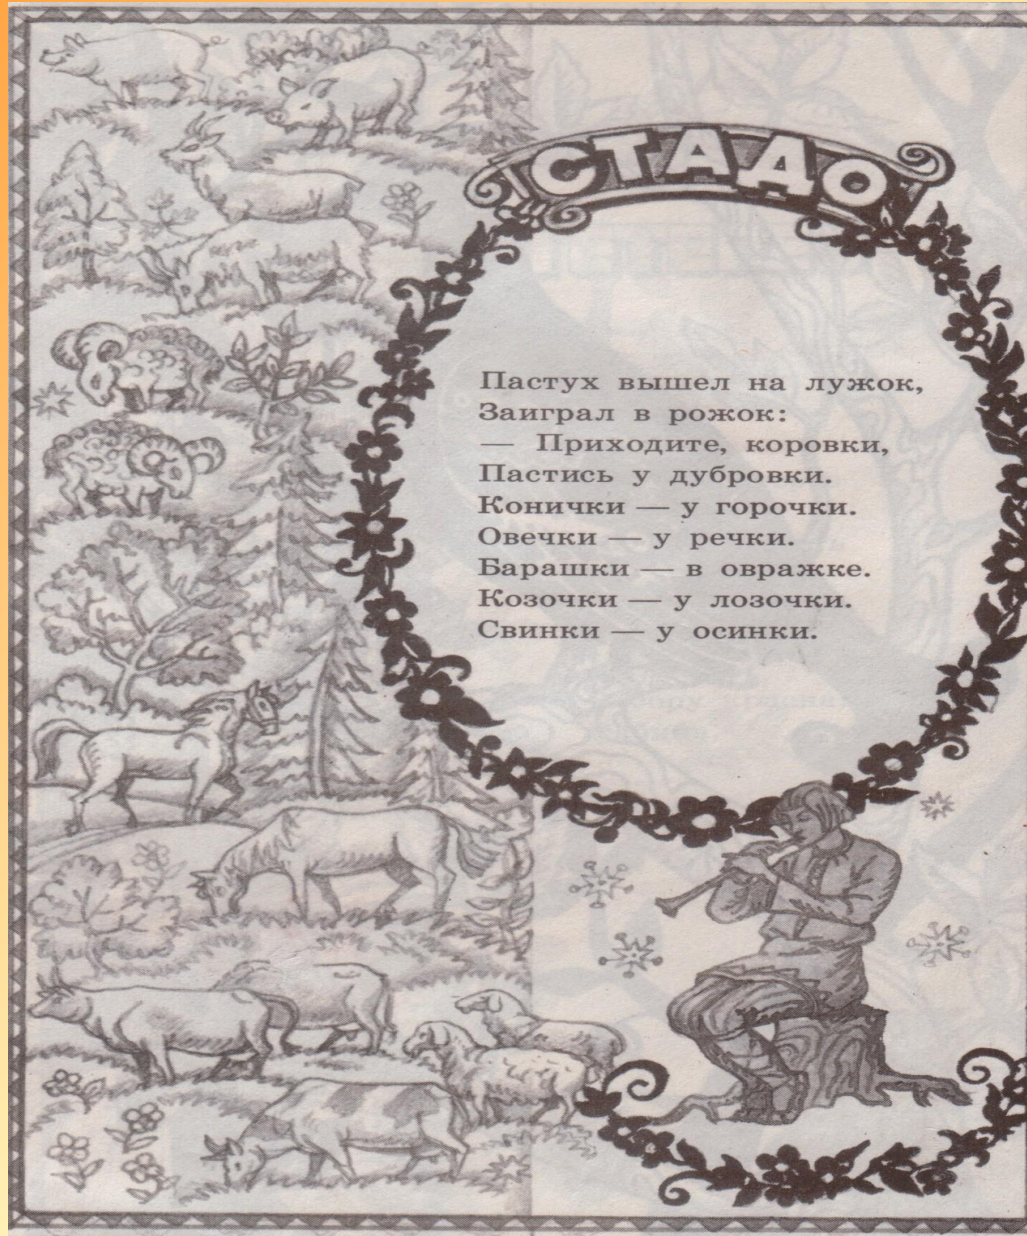 СТАДО
Пастух вышел на лужок,
Заиграл в рожок:
— Приходите, коровки,
Пастись у дубровки.
Конички — у горочки.
Овечки — у речки.
Барашки — в овражке.
Козочки — у лозочки.
Свинки — у осинки.